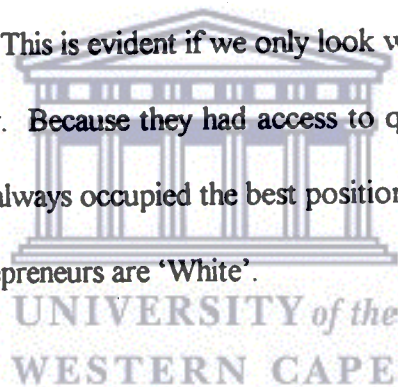 This is evident if we only look
. Because they had access to
always occupied the best position
epreneurs are ‘White’.
UNIVERSITY of the
WESTERN CAPE